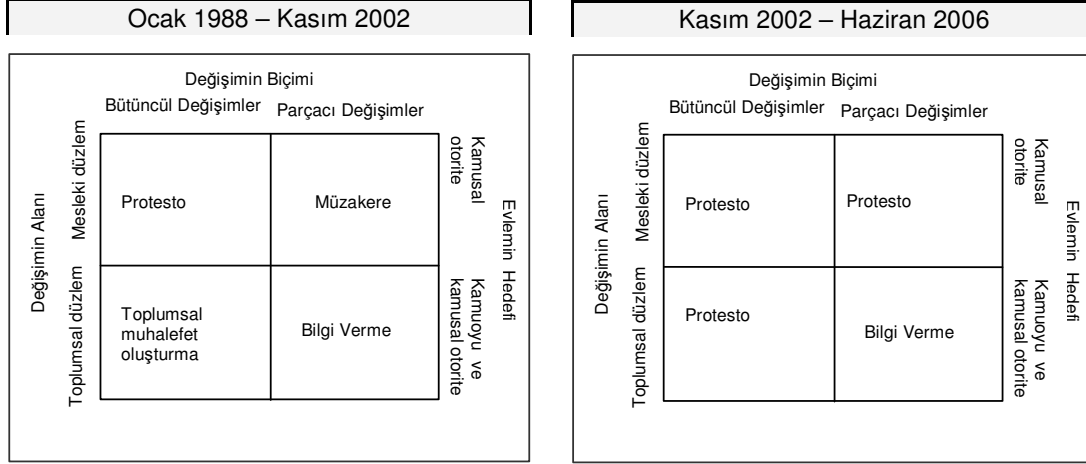 Ocak 1988 – Kasım 2002
Değişimin Biçimi
Bütüncül Değişimler Parçacı Değişimler
Değişimin Alanı
Mesleki düzlem
Toplumsal düzlem
Protesto
Müzakere
Toplumsal
muhalefet
oluşturma
Bilgi Verme
Kamusal
otorite
Kamuoyu ve
kamusal otorite
Evlemin Hedefi
Kasım 2002 – Haziran 2006
Değişimin Biçimi
Bütüncül Değişimler Parçacı Değişimler
Değişimin Alanı
Mesleki düzlem
Toplumsal düzlem
Protesto
Protesto
Protesto
Bilgi Verme
Kamusal
otorite
Kamuoyu ve
kamusal otorite
Evlemin Hedefi